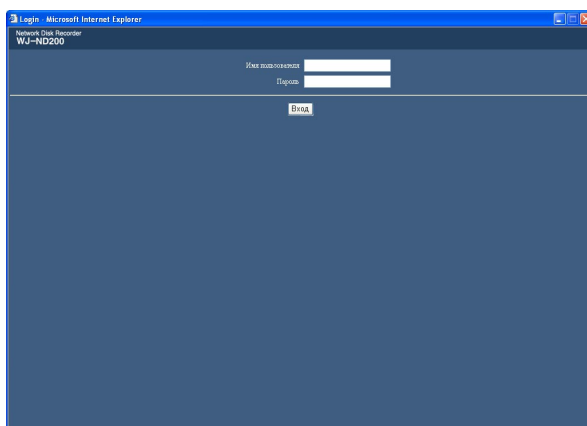 Login - Microsoft Internet Explorer
Network Disk Recorder
WJ-ND200
Имя пользователя
Пароль
Вход